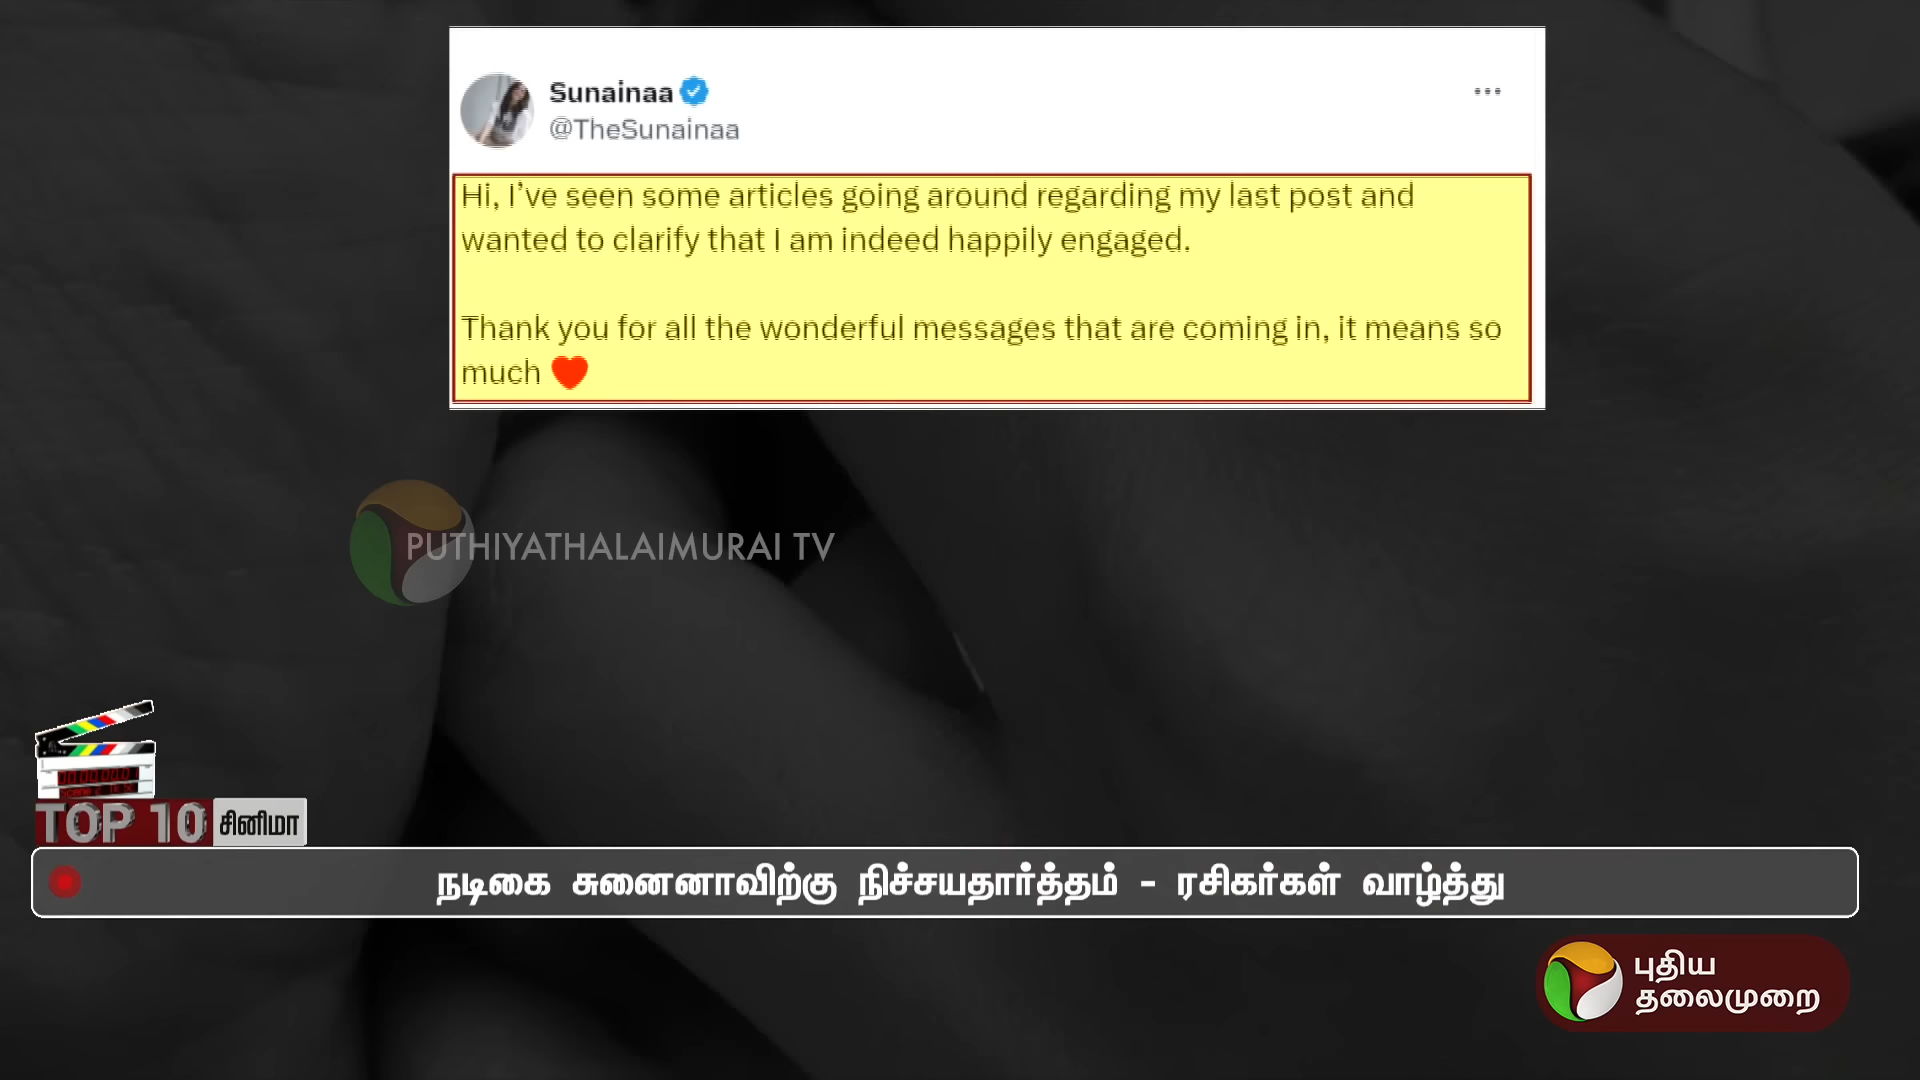 Sunainaa
@TheSunainaa
Hi, I’ve seen some articles going around regarding my last post and
wanted to clarify that I am indeed happily engaged.
Thank you for all the wonderful messages that are coming in, it means so
much ❤️
PUTHIYATHALAIMURAI TV
TOP 10 சினிமா
நடிகை சுனைனாவிற்கு நிச்சயதார்த்தம் - ரசிகர்கள் வாழ்த்து
புதிய
தலைமுறை